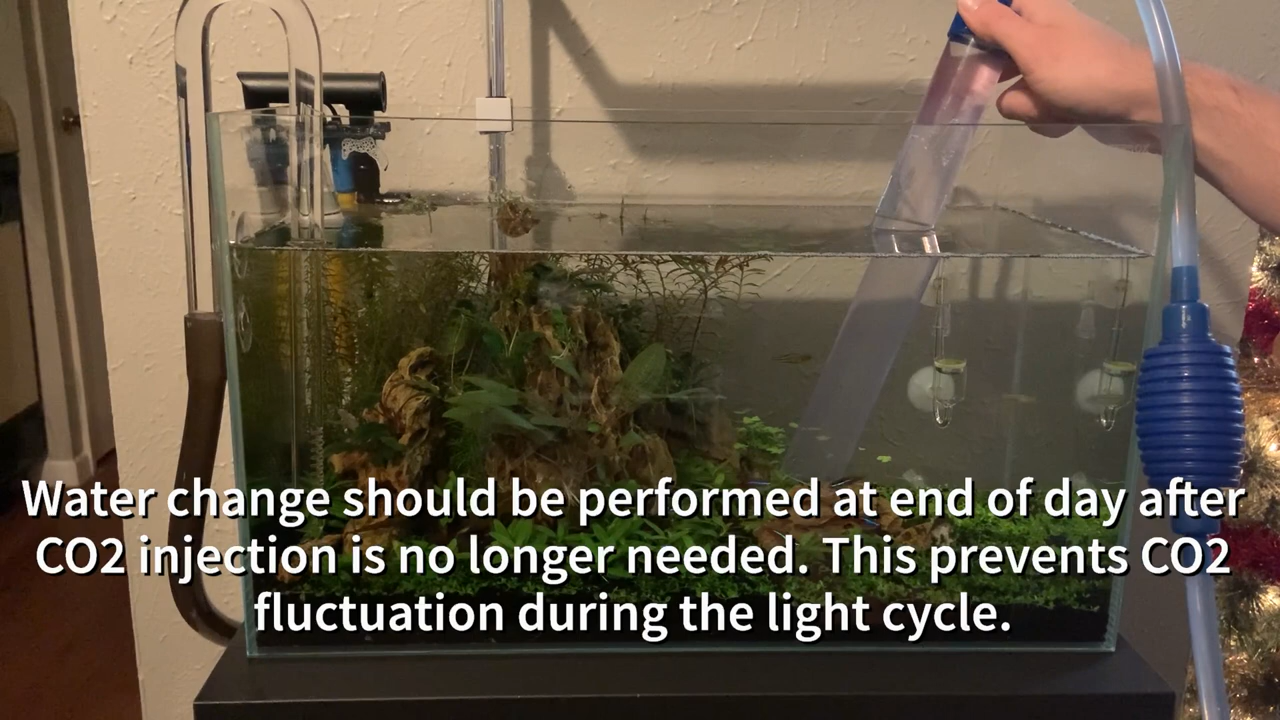 Water change should be performed at end of day after
CO2 injection is no longer needed. This prevents CO2
fluctuation during the light cycle.